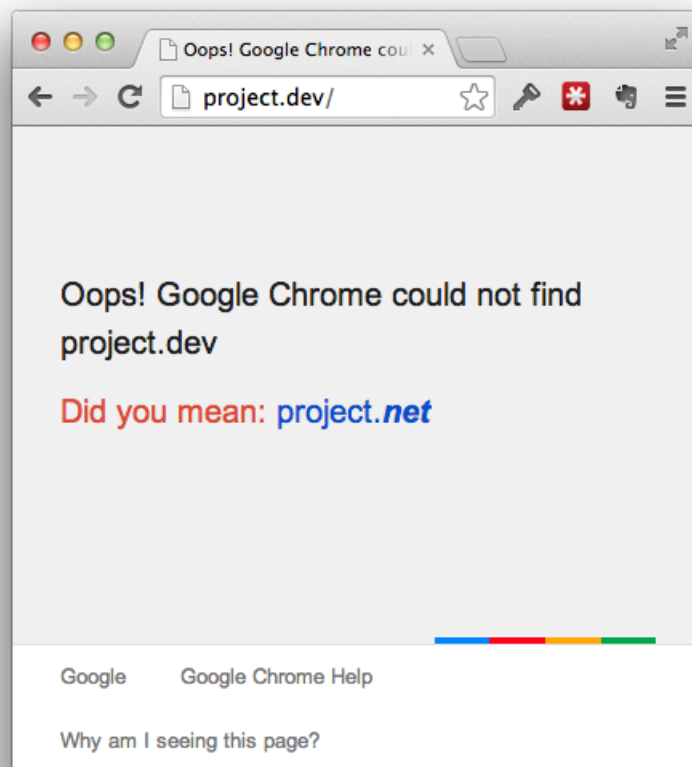 Oops! Google Chrome cou
project.dev/
Oops! Google Chrome could not find
project.dev
Did you mean: project.net
Google Google Chrome Help
Why am I seeing this page?